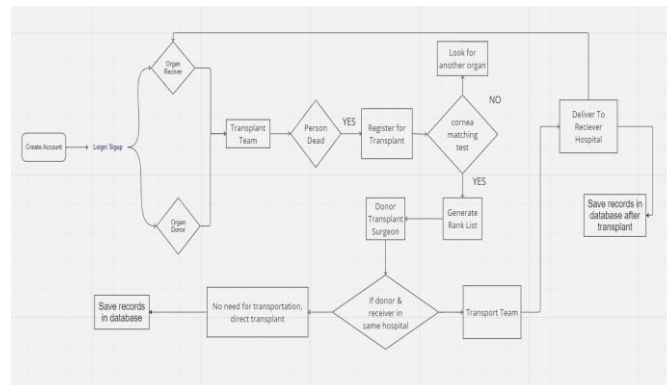 Create Account
Loign/ Sigup
Organ
Reciver
Organ
Donor
Transplant
Team
Person
Dead
YES
Register for
Transplant
Look for
another organ
NO
cornea
matching
test
YES
Generate
Rank List
Donor
Transplant
Surgeon
Deliver To
Reciever
Hospital
Save records in
database after
transplant
If donor &
receiver in
same hospital
Transport Team
No need for transportation,
direct transplant
Save records
in database